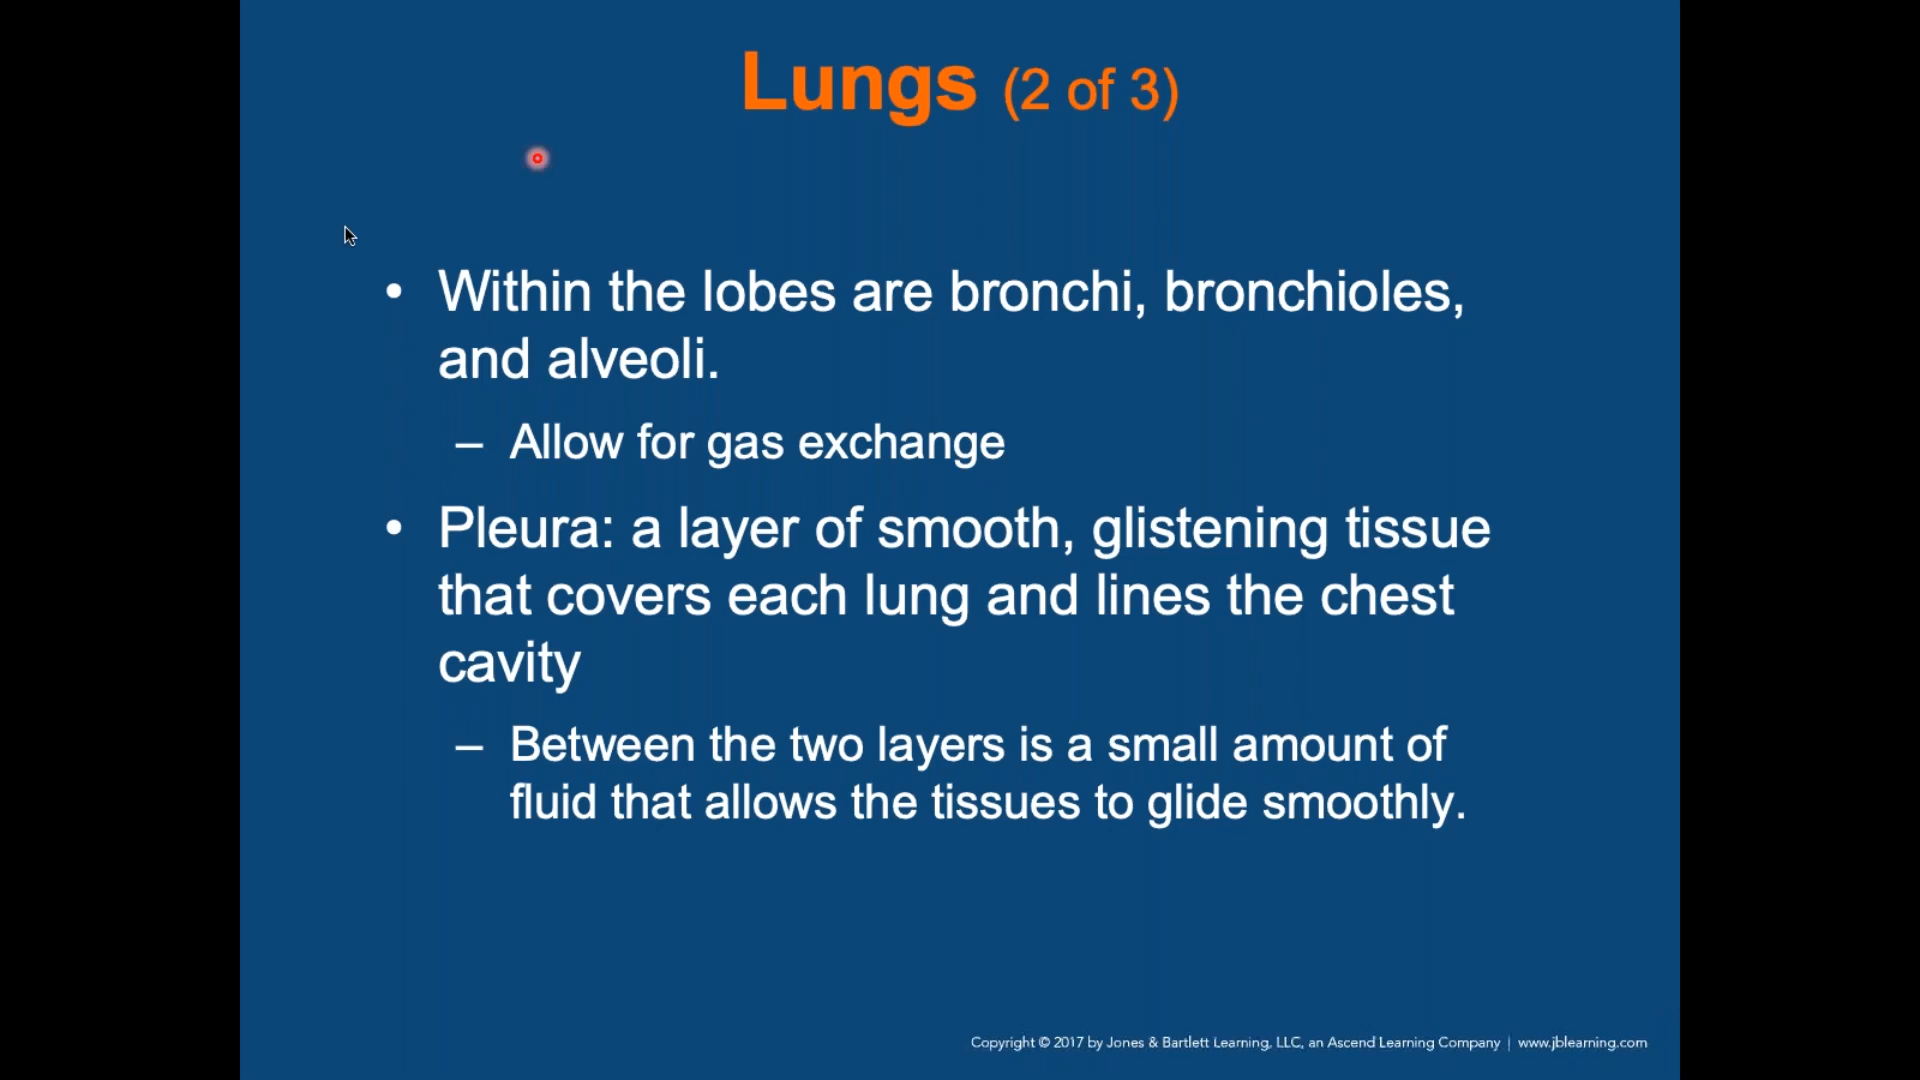 Lungs (2 of 3)
• Within the lobes are bronchi, bronchioles,
and alveoli.
– Allow for gas exchange
• Pleura: a layer of smooth, glistening tissue
that covers each lung and lines the chest
cavity
– Between the two layers is a small amount of
fluid that allows the tissues to glide smoothly.
Copyright © 2017 by Jones & Bartlett Learning, LLC, an Ascend Learning Company | www.jblearning.com